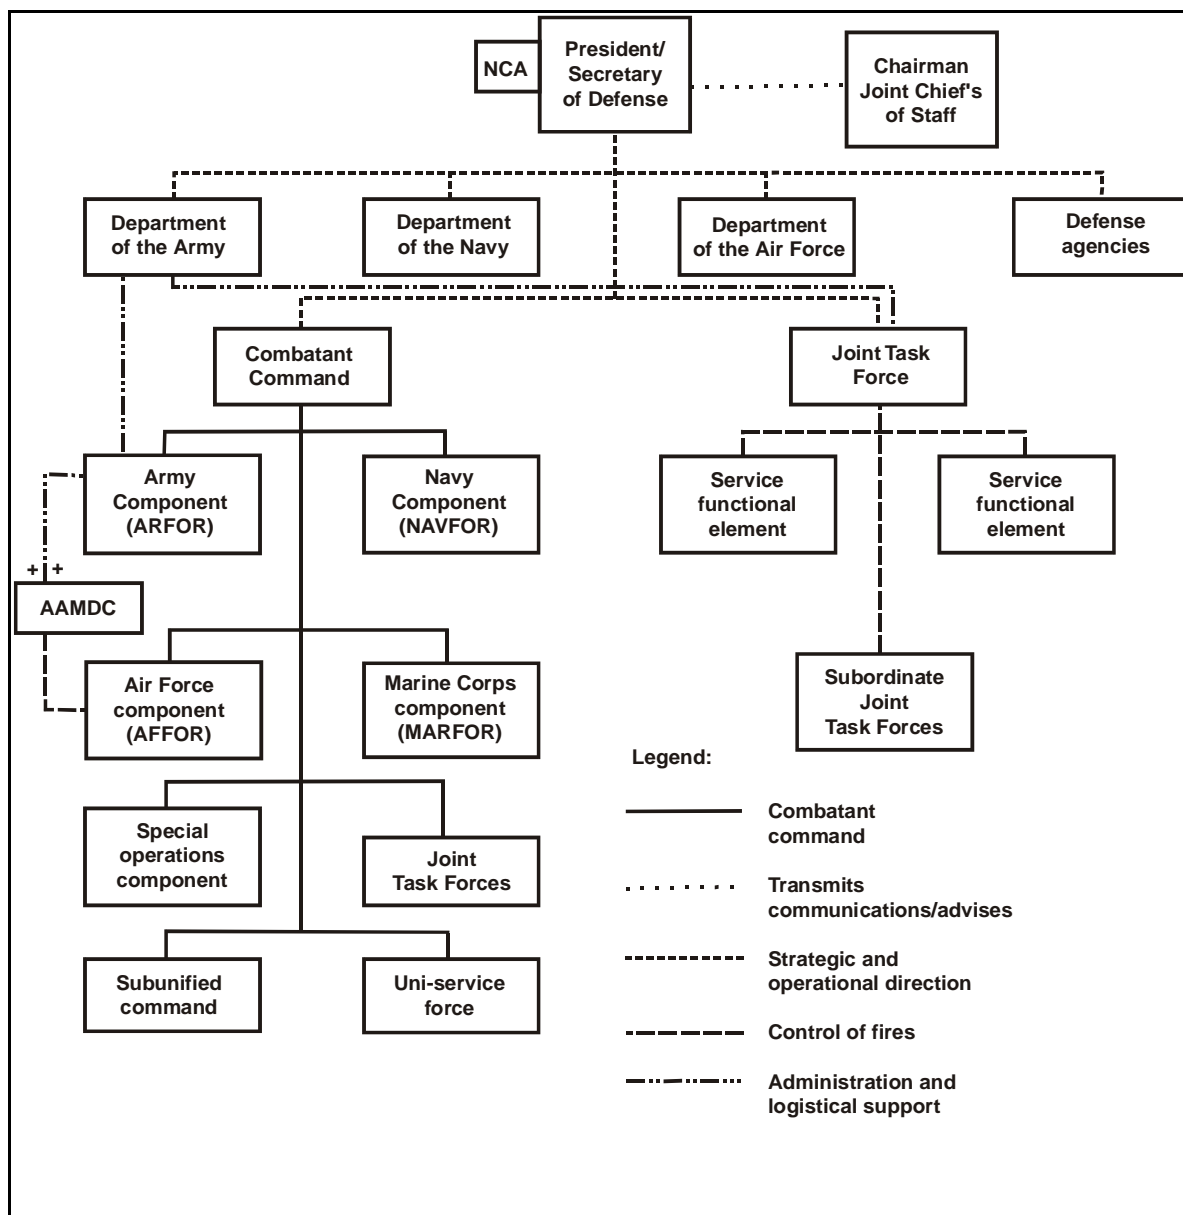 NCA
President/
Secretary
of Defense
Chairman
Joint Chief's
of Staff
Department
of the Army
Department
of the Navy
Department
of the Air Force
Defense
agencies
Combatant
Command
Joint Task
Force
Army
Component
(ARFOR)
Navy
Component
(NAVFOR)
Service
functional
element
Service
functional
element
+ +
AAMDC
Air Force
component
(AFFOR)
Marine Corps
component
(MARFOR)
Subordinate
Joint
Task Forces
Special
operations
component
Joint
Task Forces
Subunified
command
Uni-service
force
Legend:
Combatant
command
Transmits
communications/advises
Strategic and
operational direction
Control of fires
Administration and
logistical support